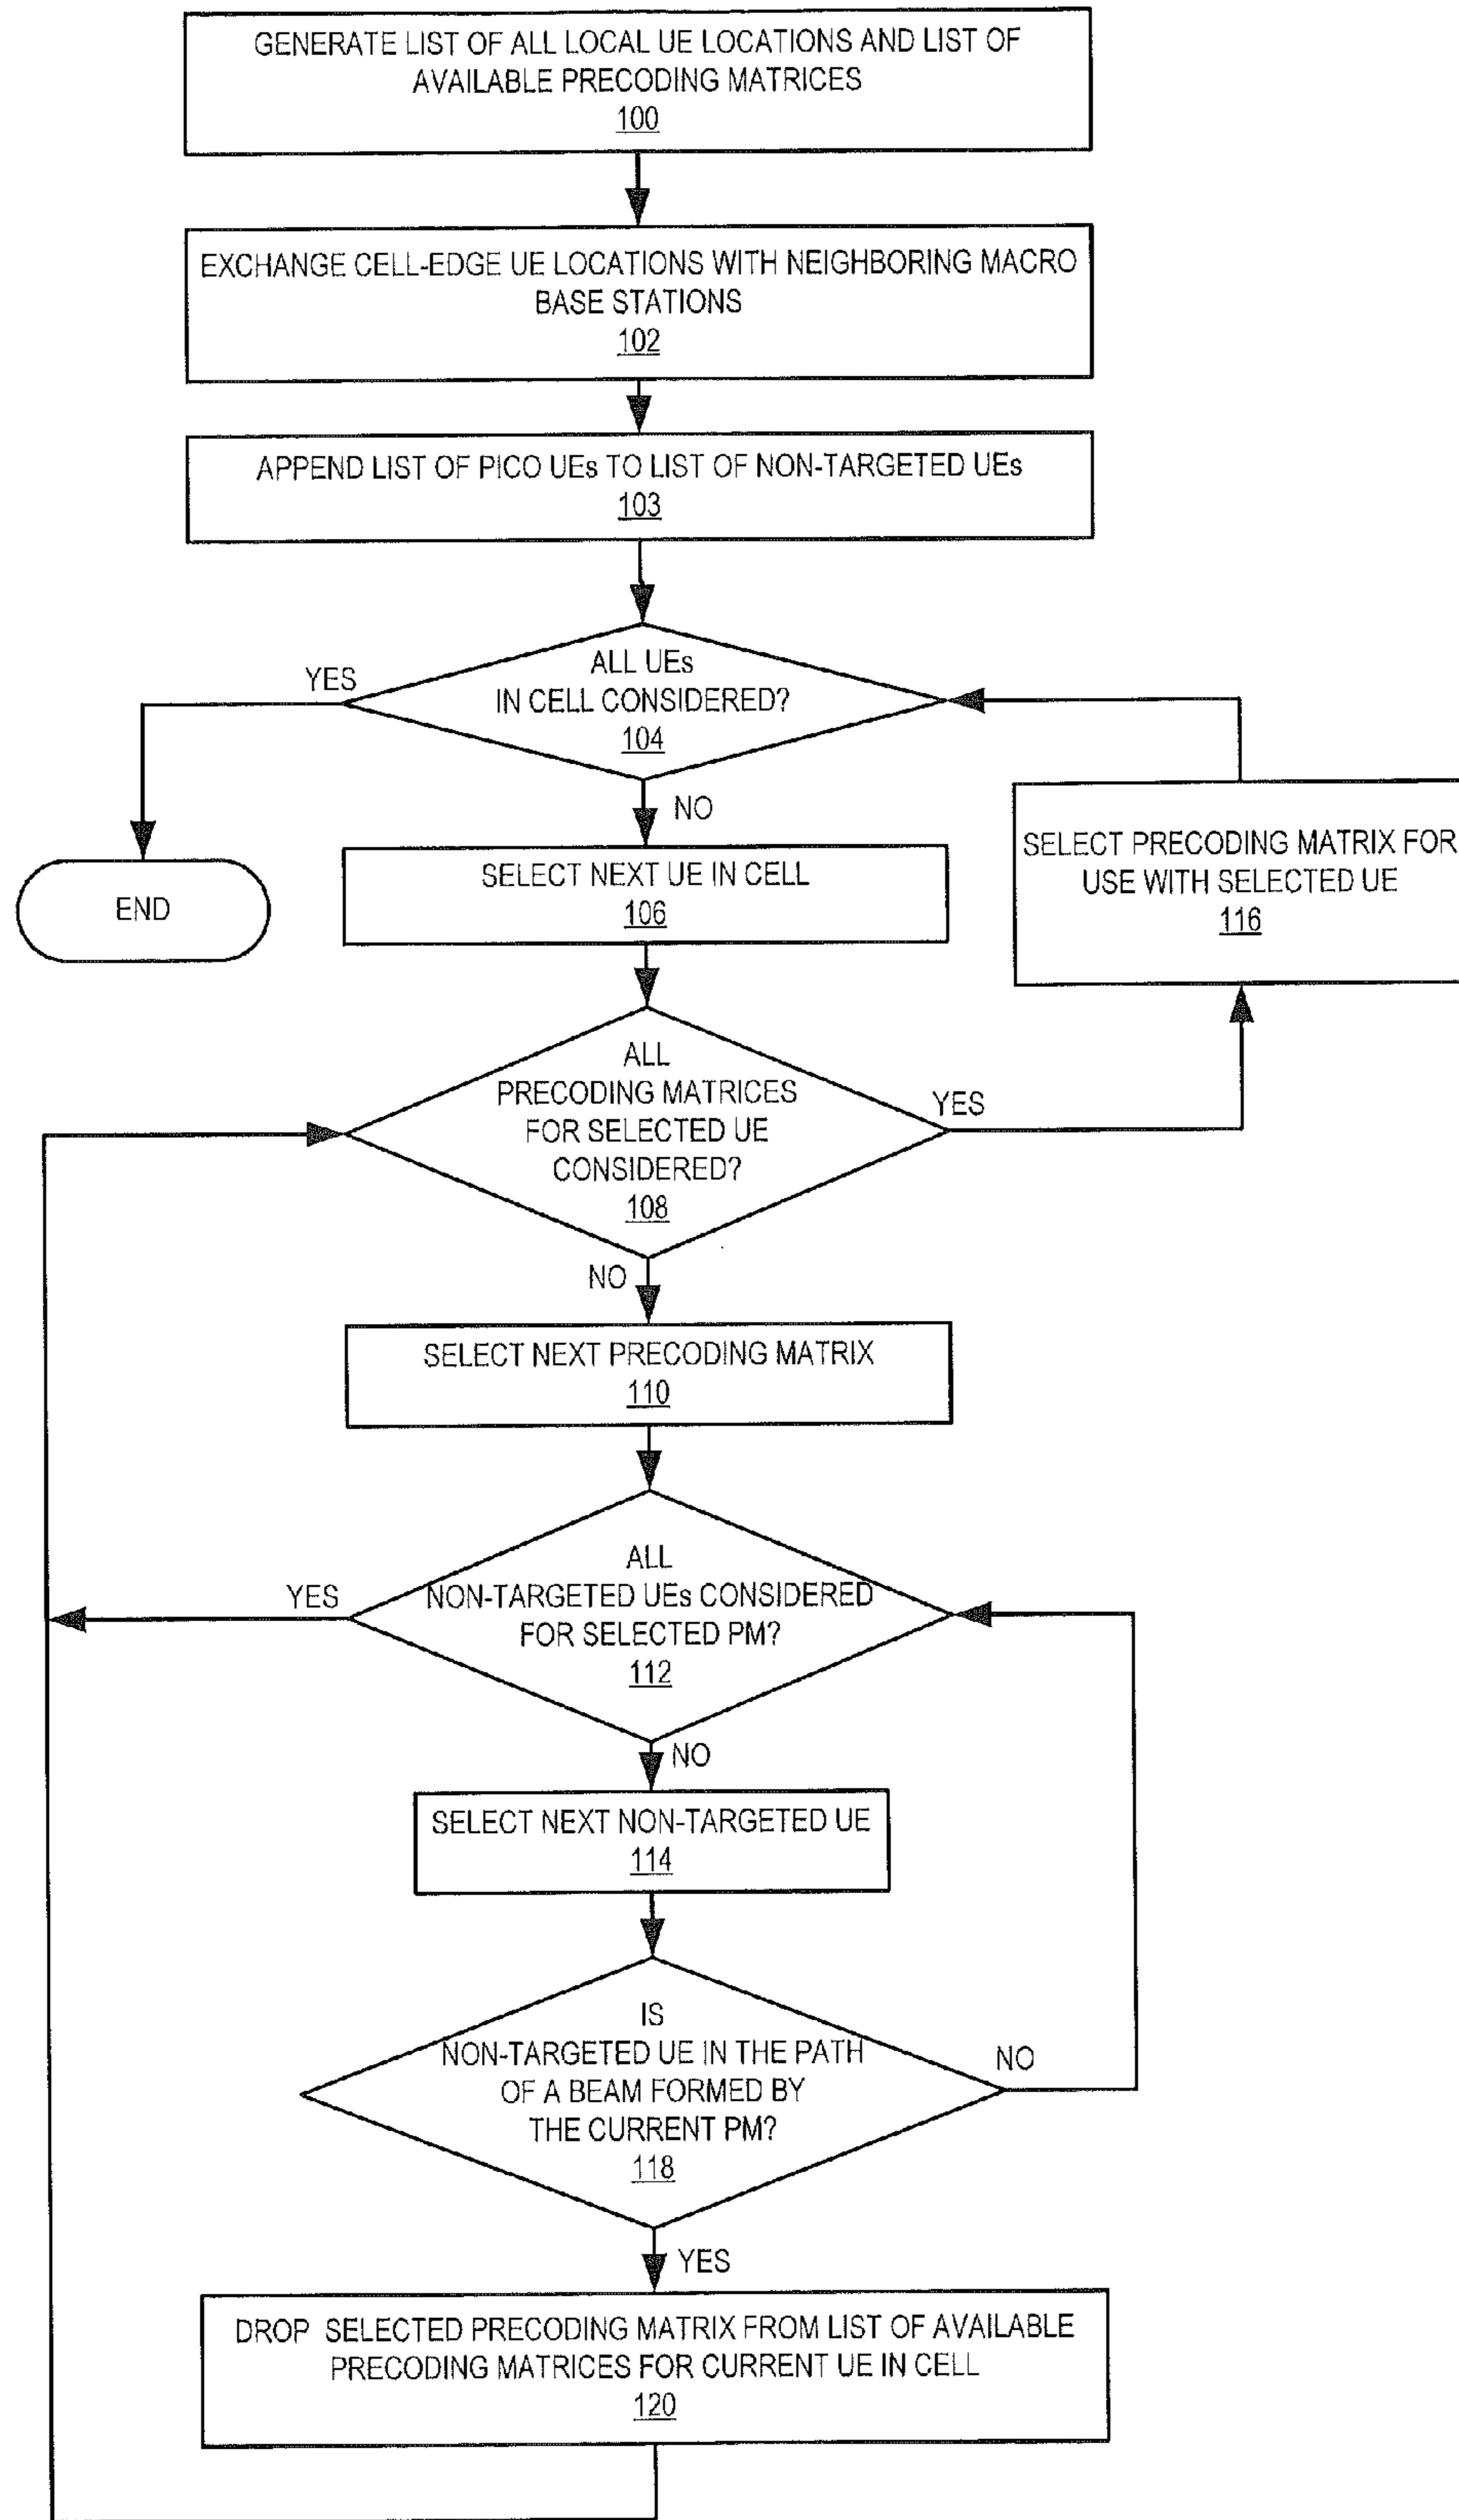 GENERATE LIST OF ALL LOCAL UE LOCATIONS AND LIST OF
AVAILABLE PRECODING MATRICES
100
EXCHANGE CELL-EDGE UE LOCATIONS WITH NEIGHBORING MACRO
BASE STATIONS
102
APPEND LIST OF PICO UEs TO LIST OF NON-TARGETED UEs
103
ALL UEs
IN CELL CONSIDERED?
104
YES
NO
END
SELECT NEXT UE IN CELL
106
SELECT PRECODING MATRIX FOR
USE WITH SELECTED UE
116
ALL
PRECODING MATRICES
FOR SELECTED UE
CONSIDERED?
108
YES
NO
SELECT NEXT PRECODING MATRIX
110
ALL
NON-TARGETED UEs CONSIDERED
FOR SELECTED PM?
112
YES
NO
SELECT NEXT NON-TARGETED UE
114
IS
NON-TARGETED UE IN THE PATH
OF A BEAM FORMED BY
THE CURRENT PM?
118
NO
YES
DROP SELECTED PRECODING MATRIX FROM LIST OF AVAILABLE
PRECODING MATRICES FOR CURRENT UE IN CELL
120